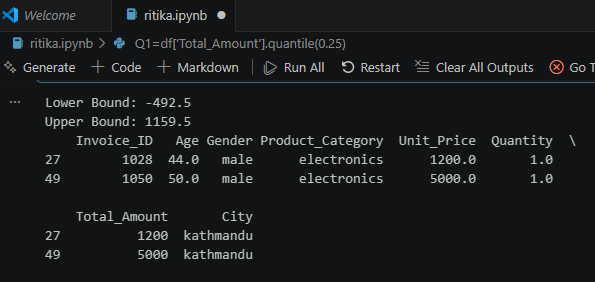 Welcome
ritika.ipynb ●
ritika.ipynb > Q1=df['Total_Amount'].quantile(0.25)
Generate + Code + Markdown | Run All Restart Clear All Outputs Go T
... Lower Bound: -492.5
Upper Bound: 1159.5
Invoice_ID Age Gender Product_Category Unit_Price Quantity \
27 1028 44.0 male electronics 1200.0 1.0
49 1050 50.0 male electronics 5000.0 1.0
Total_Amount City
27 1200 kathmandu
49 5000 kathmandu